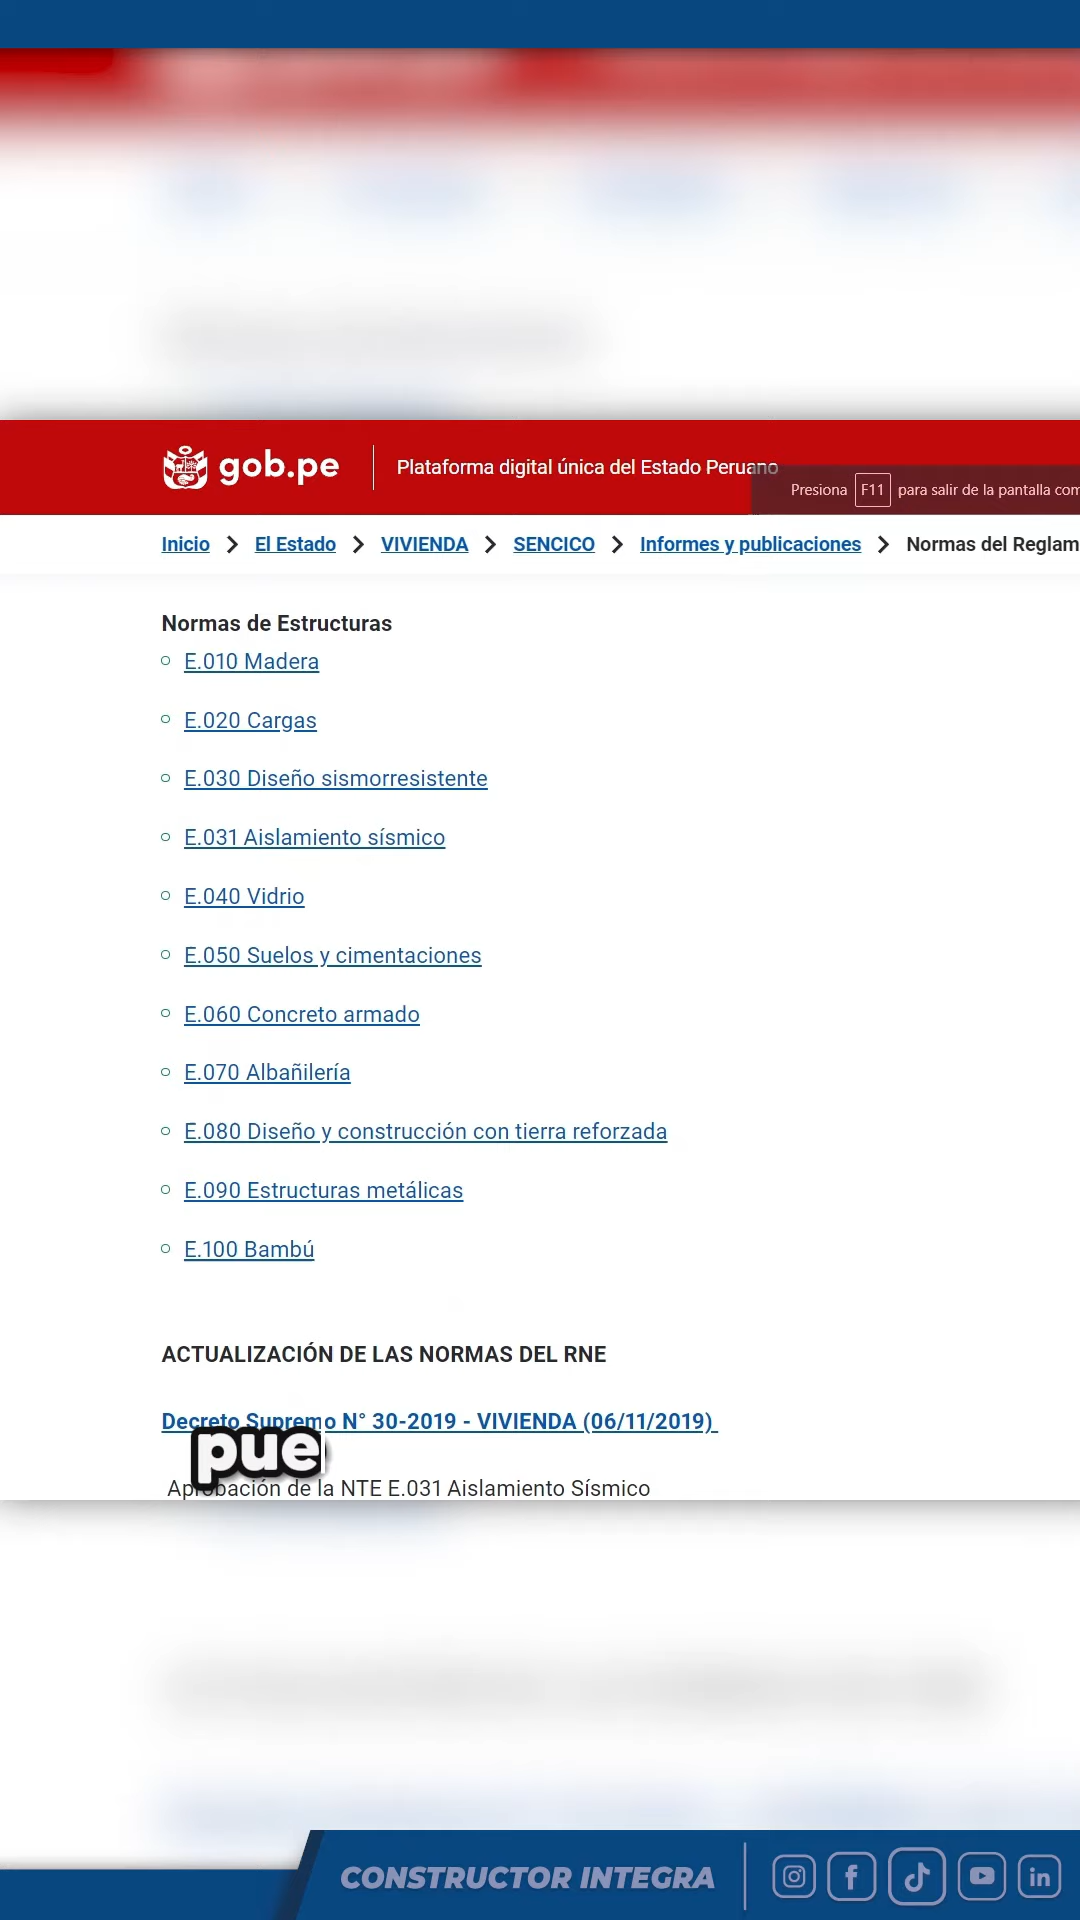 gob.pe
Plataforma digital única del Estado Peruano
Presiona F11 para salir de la pantalla com
Inicio > El Estado > VIVIENDA > SENCICO > Informes y publicaciones > Normas del Reglam
Normas de Estructuras
E.010 Madera
E.020 Cargas
E.030 Diseño sismorresistente
E.031 Aislamiento sísmico
E.040 Vidrio
E.050 Suelos y cimentaciones
E.060 Concreto armado
E.070 Albañilería
E.080 Diseño y construcción con tierra reforzada
E.090 Estructuras metálicas
E.100 Bambú
ACTUALIZACIÓN DE LAS NORMAS DEL RNE
Decreto Supremo N° 30-2019 - VIVIENDA (06/11/2019)
pue
Aprobación de la NTE E.031 Aislamiento Sísmico
CONSTRUCTOR INTEGRA